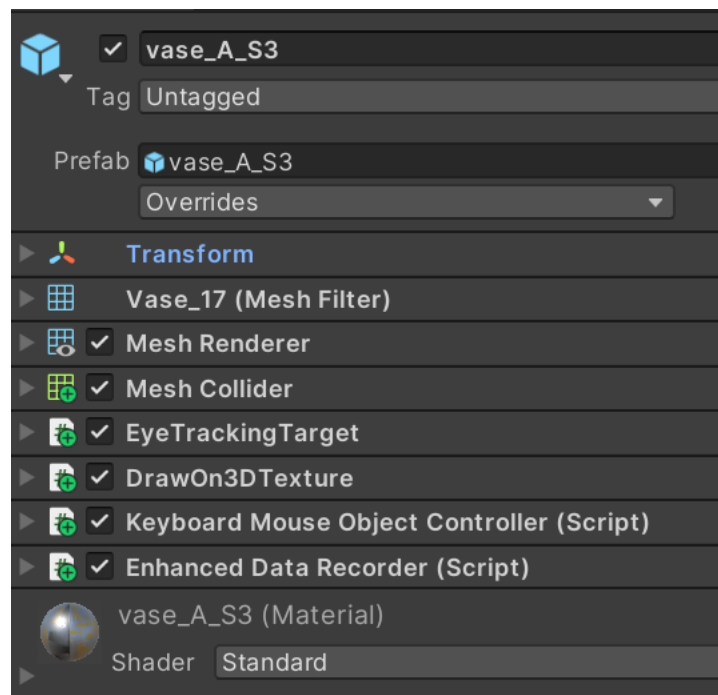 vase_A_S3
Tag Untagged
Prefab vase_A_S3
Overrides
Transform
Vase_17 (Mesh Filter)
Mesh Renderer
Mesh Collider
EyeTrackingTarget
DrawOn3DTexture
Keyboard Mouse Object Controller (Script)
Enhanced Data Recorder (Script)
vase_A_S3 (Material)
Shader Standard